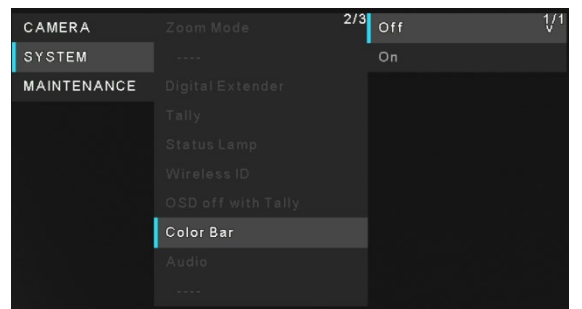 CAMERA
SYSTEM
MAINTENANCE
Zoom Mode 2/3
----
Digital Extender
Tally
Status Lamp
Wireless ID
OSD off with Tally
Color Bar
Audio
----
Off 1/1
On